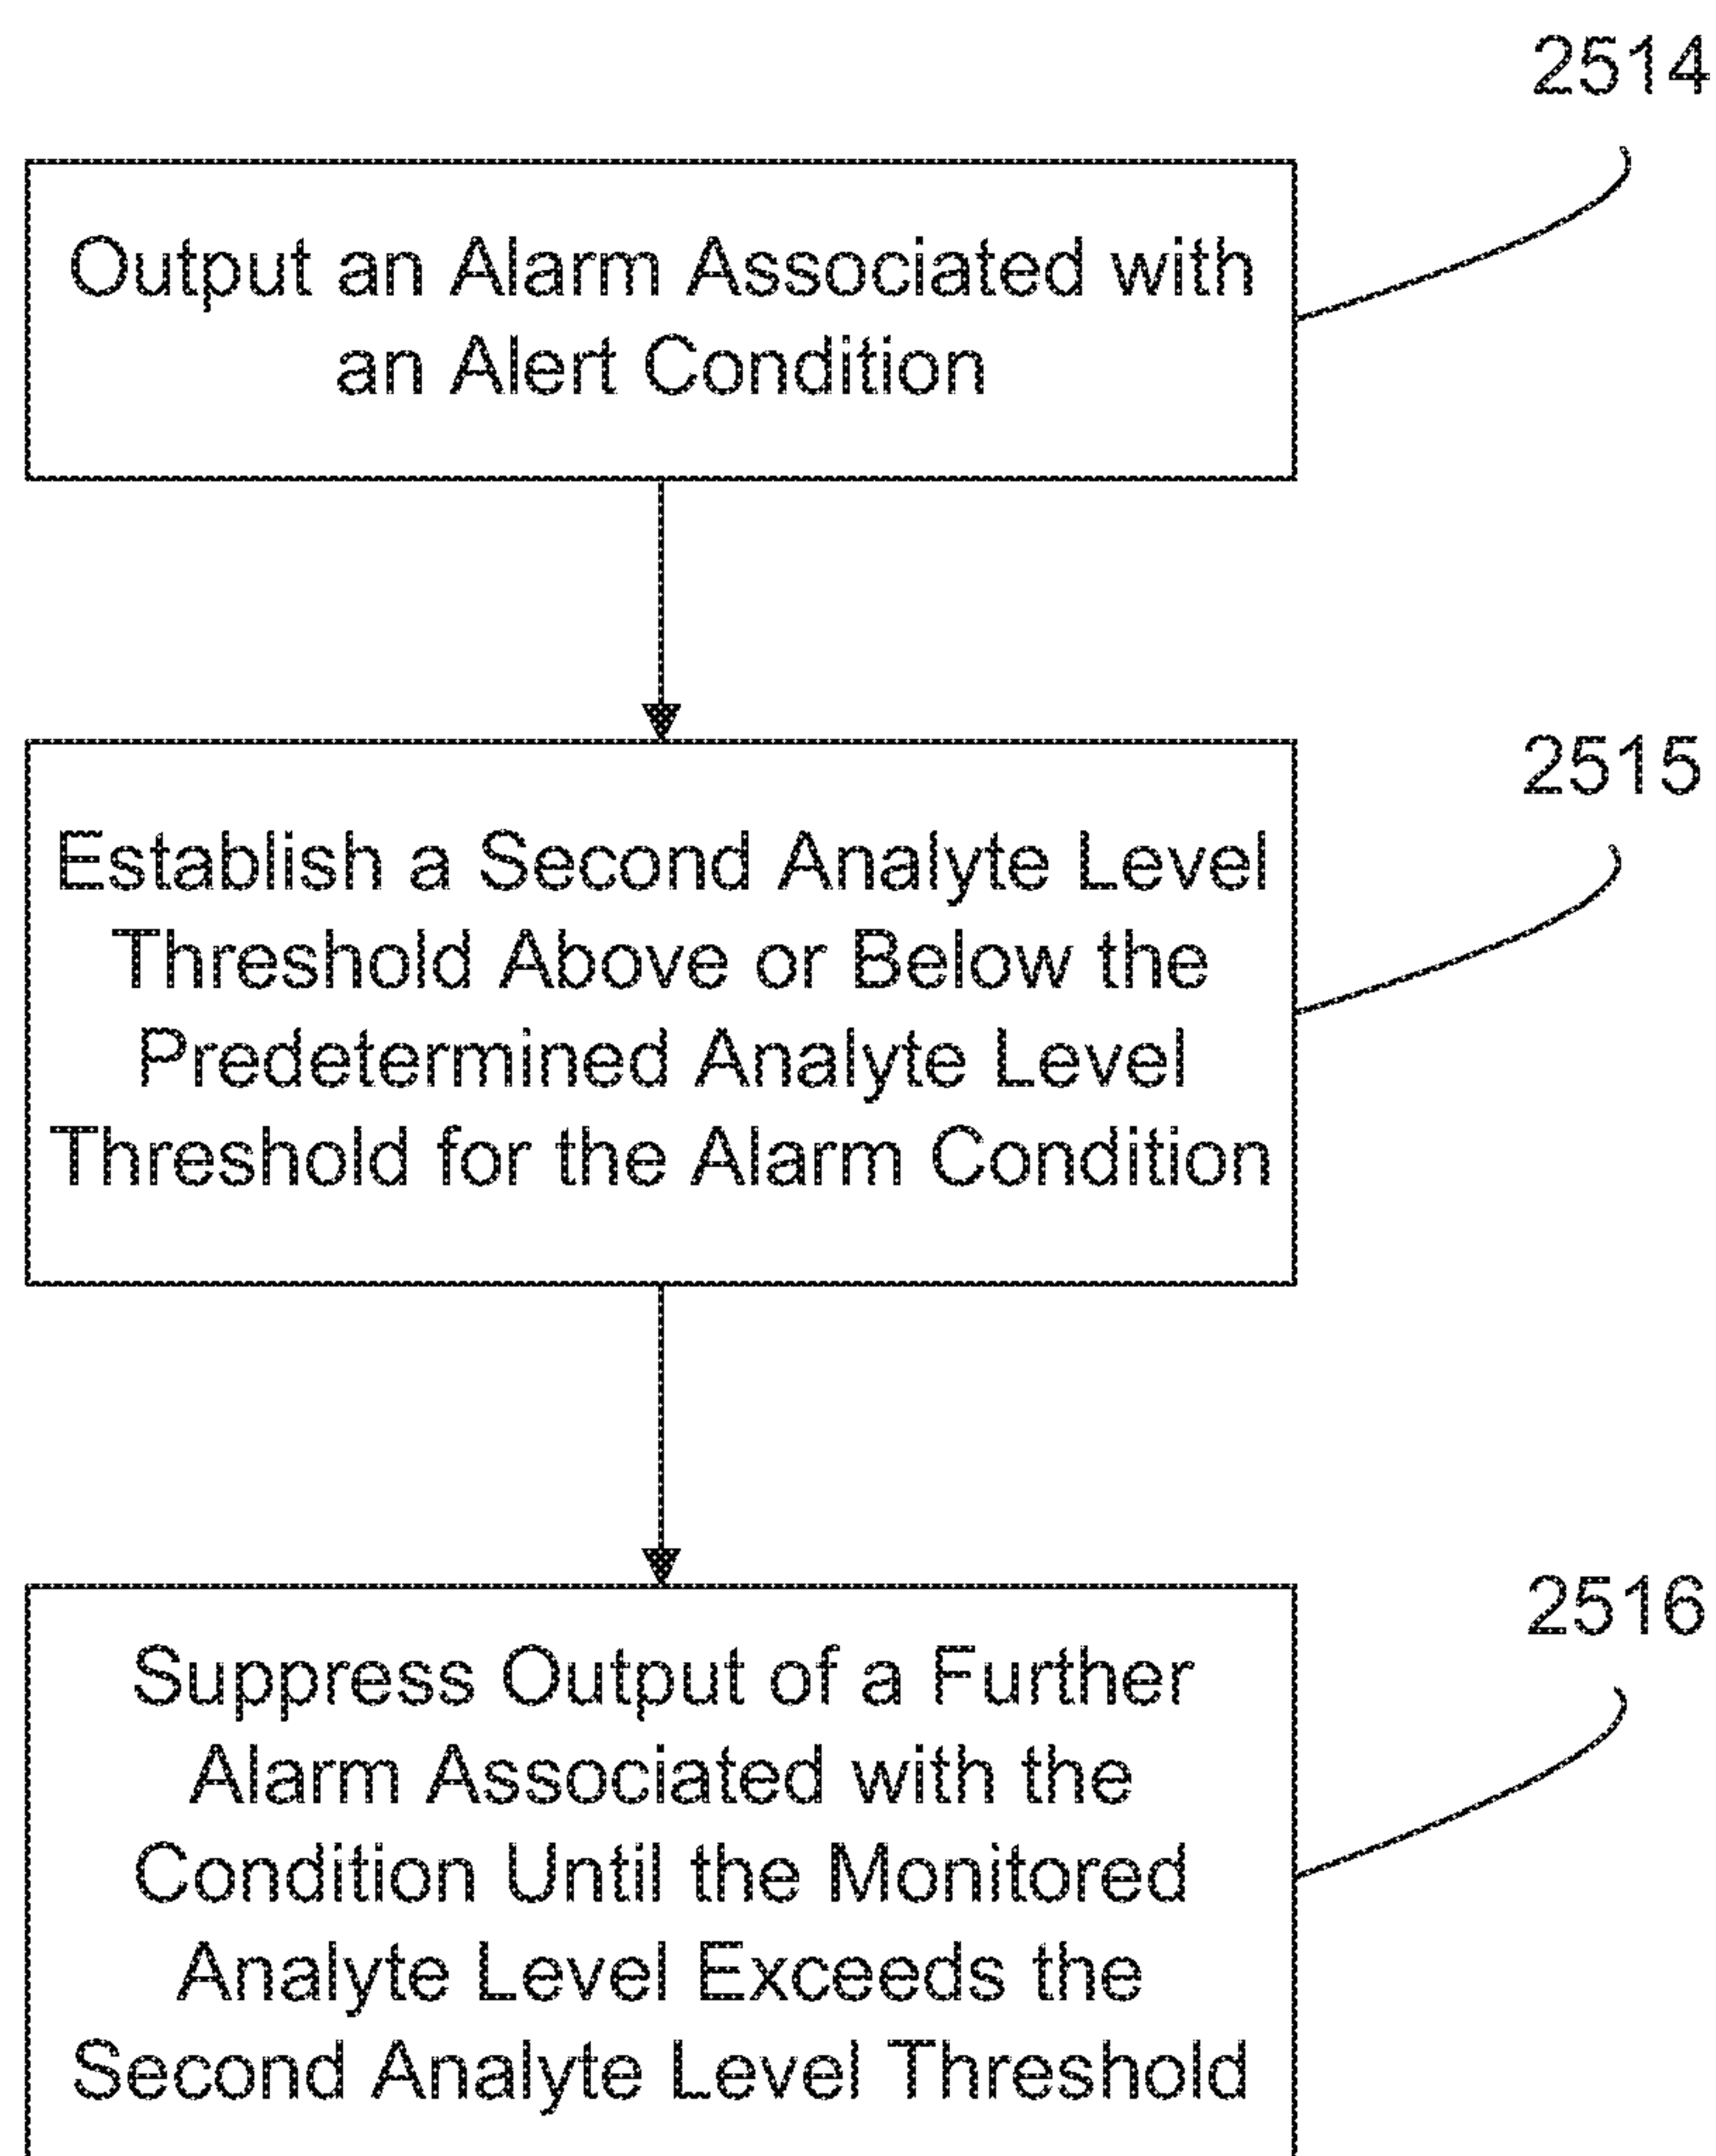 2514
Output an Alarm Associated with
an Alert Condition
2515
Establish a Second Analyte Level
Threshold Above or Below the
Predetermined Analyte Level
Threshold for the Alarm Condition
2516
Suppress Output of a Further
Alarm Associated with the
Condition Until the Monitored
Analyte Level Exceeds the
Second Analyte Level Threshold